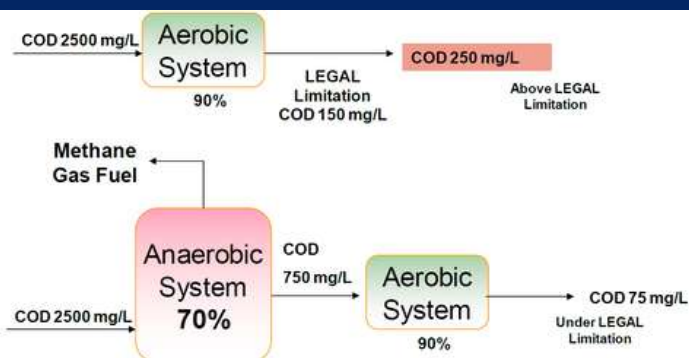 COD 2500 mg/L
Aerobic
System
90%
LEGAL
Limitation
COD 150 mg/L
COD 250 mg/L
Above LEGAL
Limitation
Methane
Gas Fuel
COD 2500 mg/L
Anaerobic
System
70%
COD
750 mg/L
Aerobic
System
90%
COD 75 mg/L
Under LEGAL
Limitation